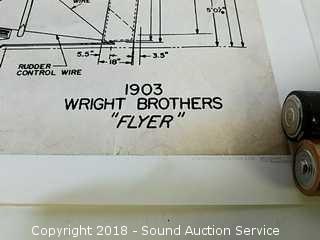 WIRE
5'0¼"
RUDDER
CONTROL WIRE
5.5"
18"
3.5"
1903
WRIGHT BROTHERS
"FLYER"
Copyright 2018 - Sound Auction Service